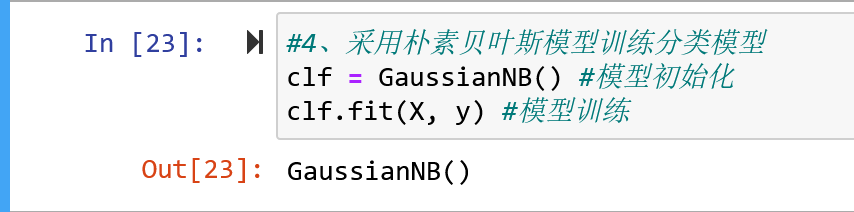 In [23]: #4、采用朴素贝叶斯模型训练分类模型
clf = GaussianNB() #模型初始化
clf.fit(X, y) #模型训练
Out[23]: GaussianNB()